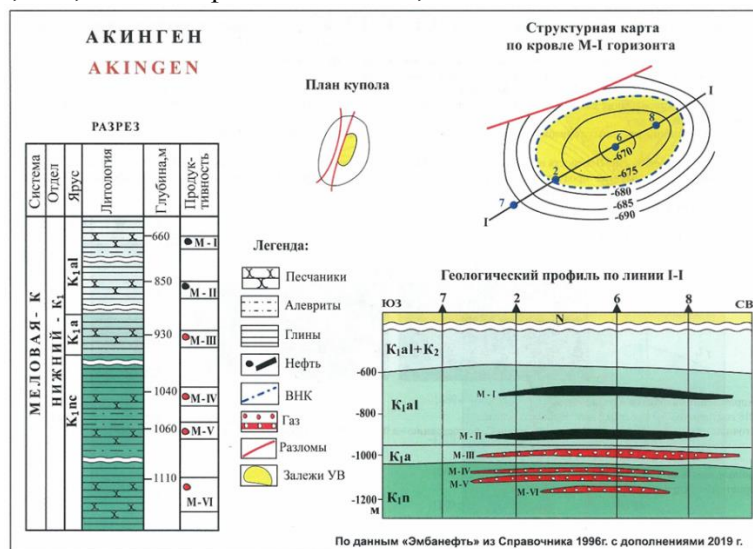 АКИНГЕН
AKINGEN
РАЗРЕЗ
Система
Отдел
Ярус
Литология
Глубина,м
Продук-
тивность
МЕЛОВАЯ - K
НИЖНИЙ - K₁
K₁al
K₁a
K₁nc
660
850
930
1040
1060
1110
М - I
М - II
М-III
М-IV
М-V
М-VI
План купола
Легенда:
Песчаники
Алевриты
Глины
Нефть
ВНК
Газ
Разломы
Залежи УВ
Структурная карта
по кровле М-I горизонта
I
8
6
-670
-675
2
-680
-685
-690
7
I
Геологический профиль по линии I-I
ЮЗ 7 2 6 8 СВ
N
K₁al+K₂
-600
K₁al
М - I
-800
М - II
-1000
K₁a
М-III
М-IV
М-V
K₁n
М-VI
-1200
м
По данным «Эмбанефть» из Справочника 1996г. с дополнениями 2019 г.